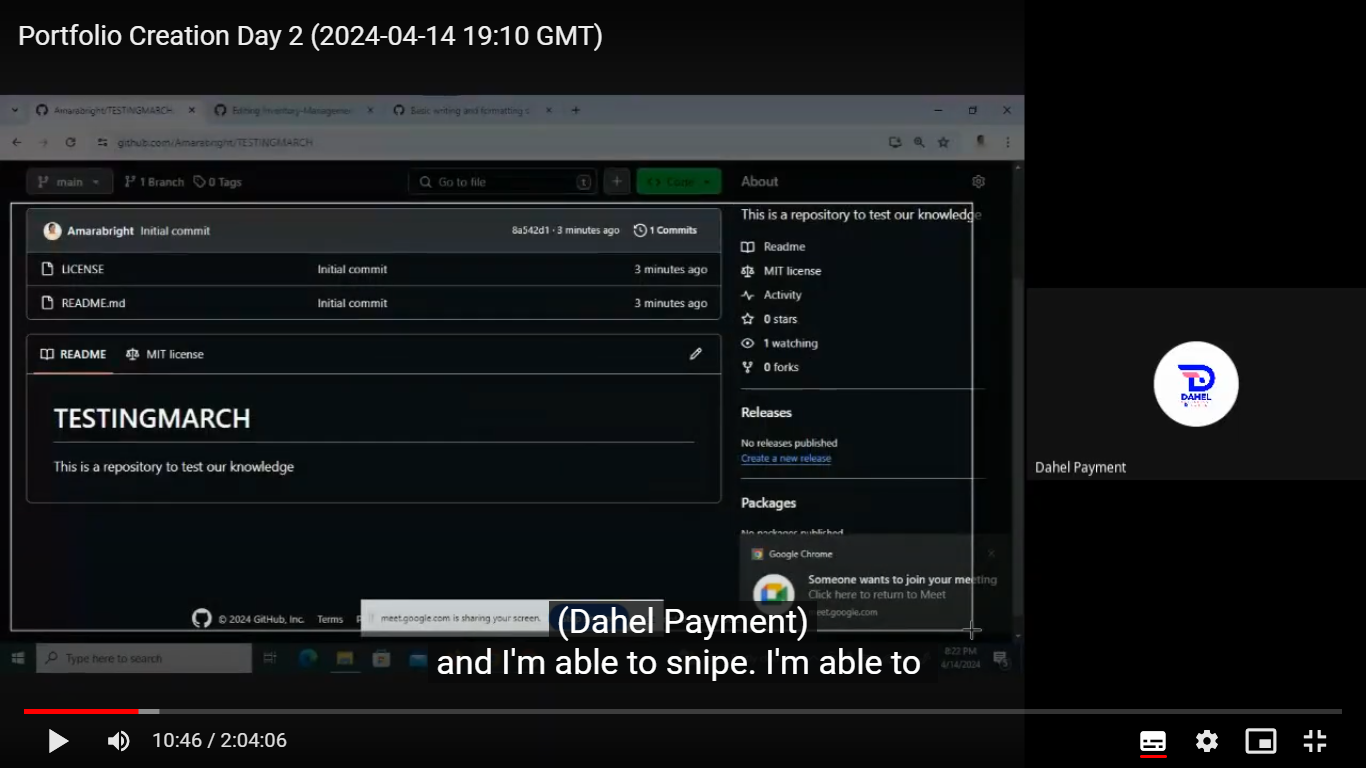 Portfolio Creation Day 2 (2024-04-14 19:10 GMT)
Amarabright/TESTINGMARCH
Editing Inventory-Manageme
Basic writing and formatting s
github.com/Amarabright/TESTINGMARCH
main
1 Branch
0 Tags
Go to file
t
Code
About
This is a repository to test our knowledge
Amarabright Initial commit
8a542d1 · 3 minutes ago
1 Commits
LICENSE
Initial commit
3 minutes ago
README.md
Initial commit
3 minutes ago
Readme
MIT license
Activity
0 stars
1 watching
0 forks
README
MIT license
TESTINGMARCH
This is a repository to test our knowledge
Releases
No releases published
Create a new release
Packages
No packages published
Google Chrome
Someone wants to join your meeting
Click here to return to Meet
meet.google.com
© 2024 GitHub, Inc.
Terms
meet.google.com is sharing your screen.
(Dahel Payment)
and I'm able to snipe. I'm able to
Type here to search
8:22 PM
4/14/2024
DAHEL
Dahel Payment
10:46 / 2:04:06